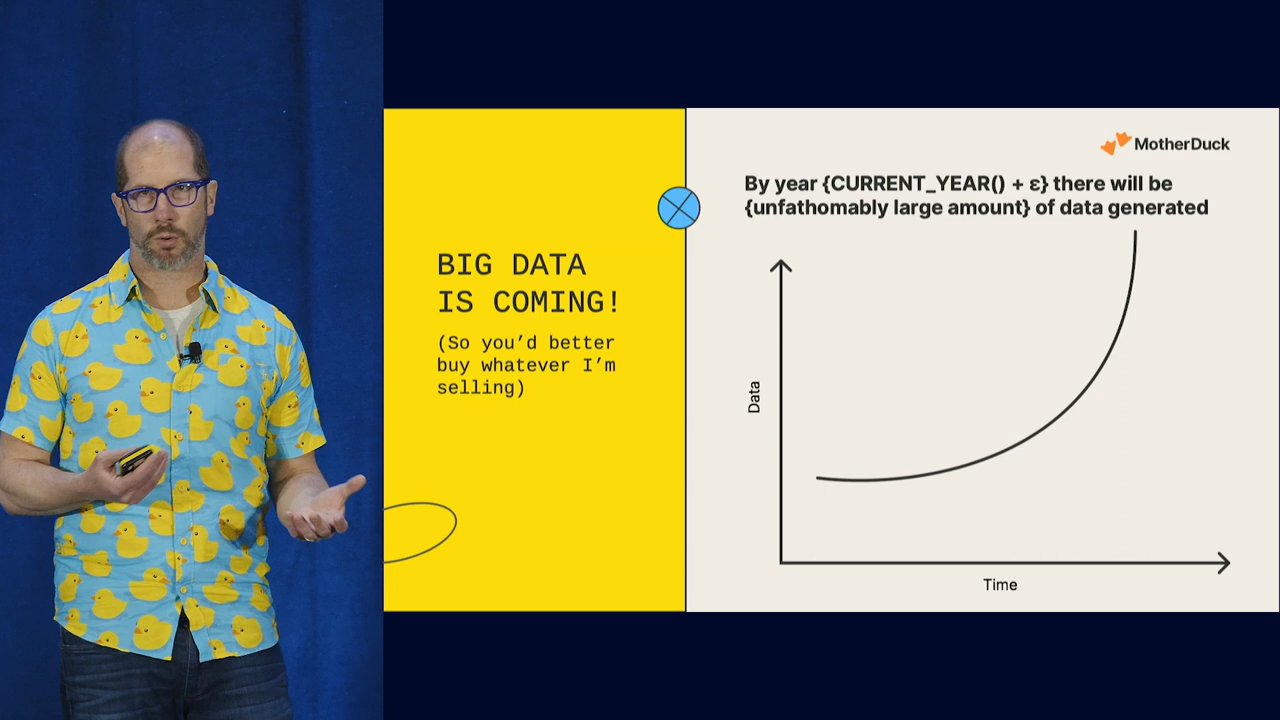 BIG DATA
IS COMING!
(So you’d better
buy whatever I’m
selling)
MotherDuck
By year {CURRENT_YEAR() + ε} there will be
{unfathomably large amount} of data generated
Data
Time